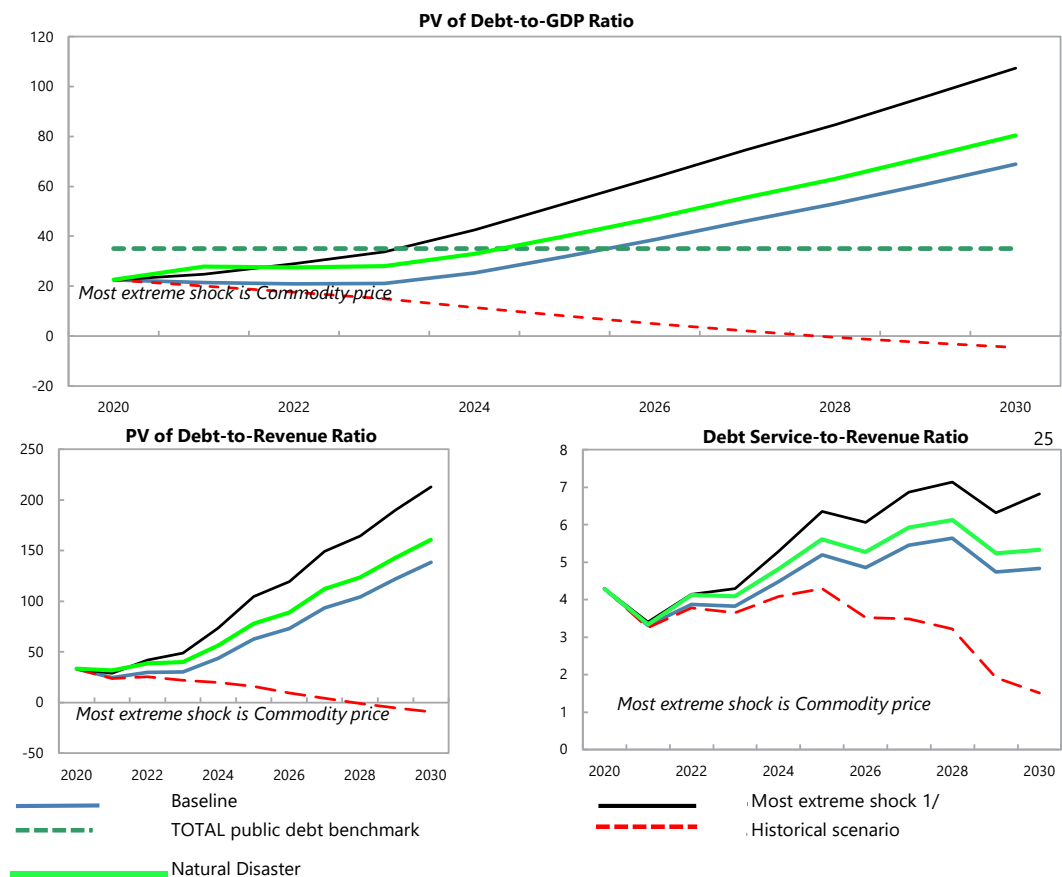 PV of Debt-to-GDP Ratio
120
100
80
60
40
20
0
-20
Most extreme shock is Commodity price
2020 2022 2024 2026 2028 2030
PV of Debt-to-Revenue Ratio
250
200
150
100
50
0
-50
Most extreme shock is Commodity price
2020 2022 2024 2026 2028 2030
Debt Service-to-Revenue Ratio 25
8
7
6
5
4
3
2
1
0
Most extreme shock is Commodity price
2020 2022 2024 2026 2028 2030
Baseline
Most extreme shock 1/
TOTAL public debt benchmark
Historical scenario
Natural Disaster